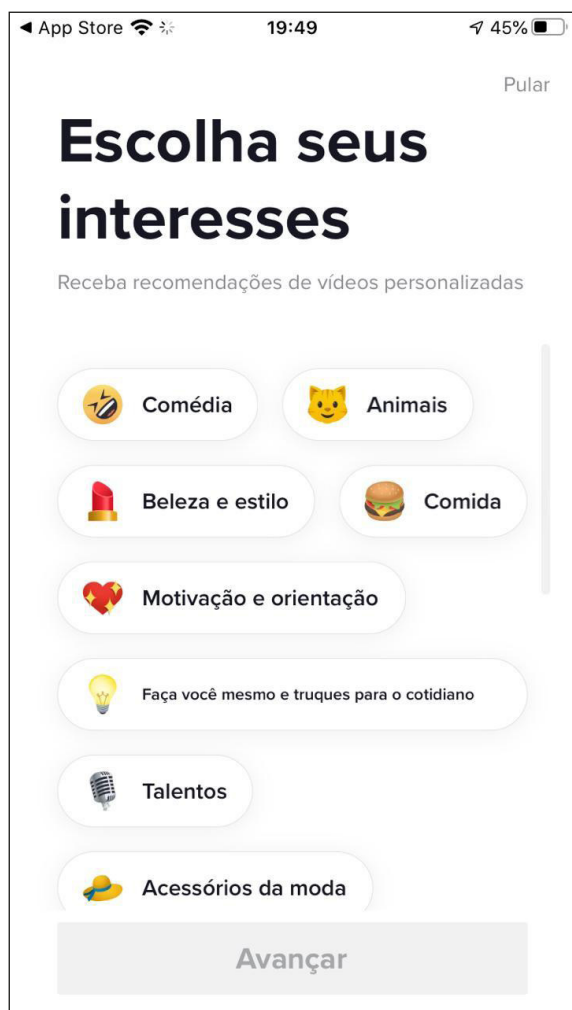 ◀ App Store 19:49 45%
Pular
Escolha seus
interesses
Receba recomendações de vídeos personalizadas
Comédia Animais
Beleza e estilo Comida
Motivação e orientação
Faça você mesmo e truques para o cotidiano
Talentos
Acessórios da moda
Avançar